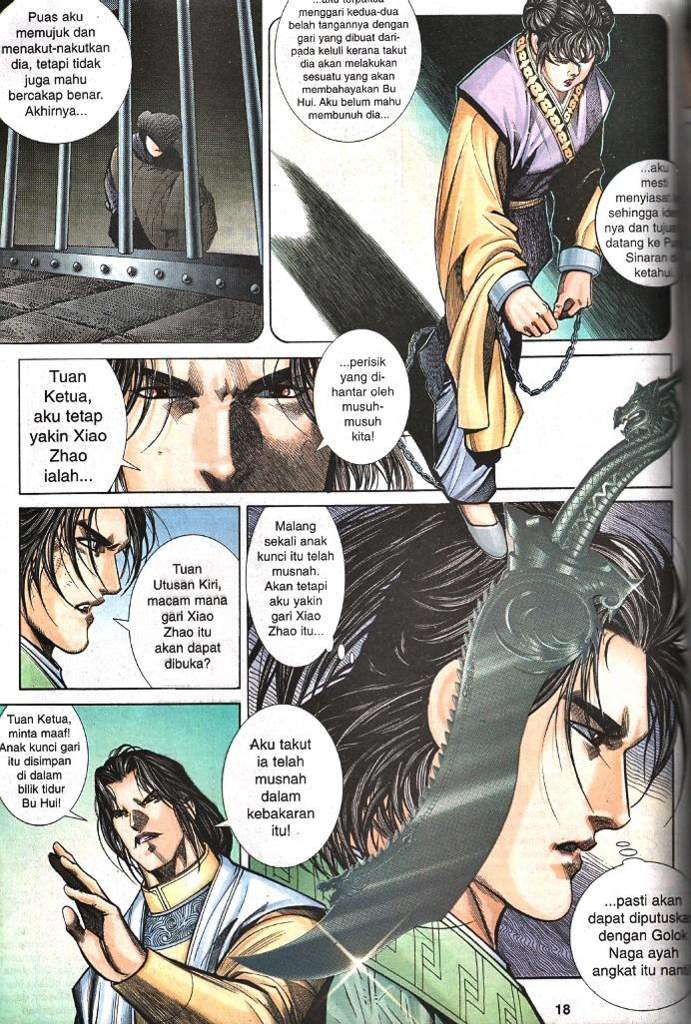 Puas aku
memujuk dan
menakut-nakutkan
dia, tetapi tidak
juga mahu
bercakap benar.
Akhirnya...
...aku terpaksa
menggari kedua-dua
belah tangannya dengan
gari yang dibuat dari-
pada keluli kerana takut
dia akan melakukan
sesuatu yang akan
membahayakan Bu
Hui. Aku belum mahu
membunuh dia...
...aku
mesti
menyiasat
sehingga
nya dan
datang ke
Sinaran
ketahu
Tuan
Ketua,
aku tetap
yakin Xiao
Zhao
ialah...
...perisik
yang di-
hantar oleh
musuh-
musuh
kita!
Tuan
Utusan Kiri,
macam mana
gari Xiao
Zhao itu
akan dapat
dibuka?
Malang
sekali anak
kunci itu telah
musnah.
Akan tetapi
aku yakin
gari Xiao
Zhao itu...
Tuan Ketua,
minta maaf!
Anak kunci gari
itu disimpan
di dalam
bllik tidur
Bu Hui!
Aku takut
ia telah
musnah
dalam
kebakaran
itu!
...pasti akan
dapat diputuska
dengan Golok
Naga ayah
angkat itu nanti
18